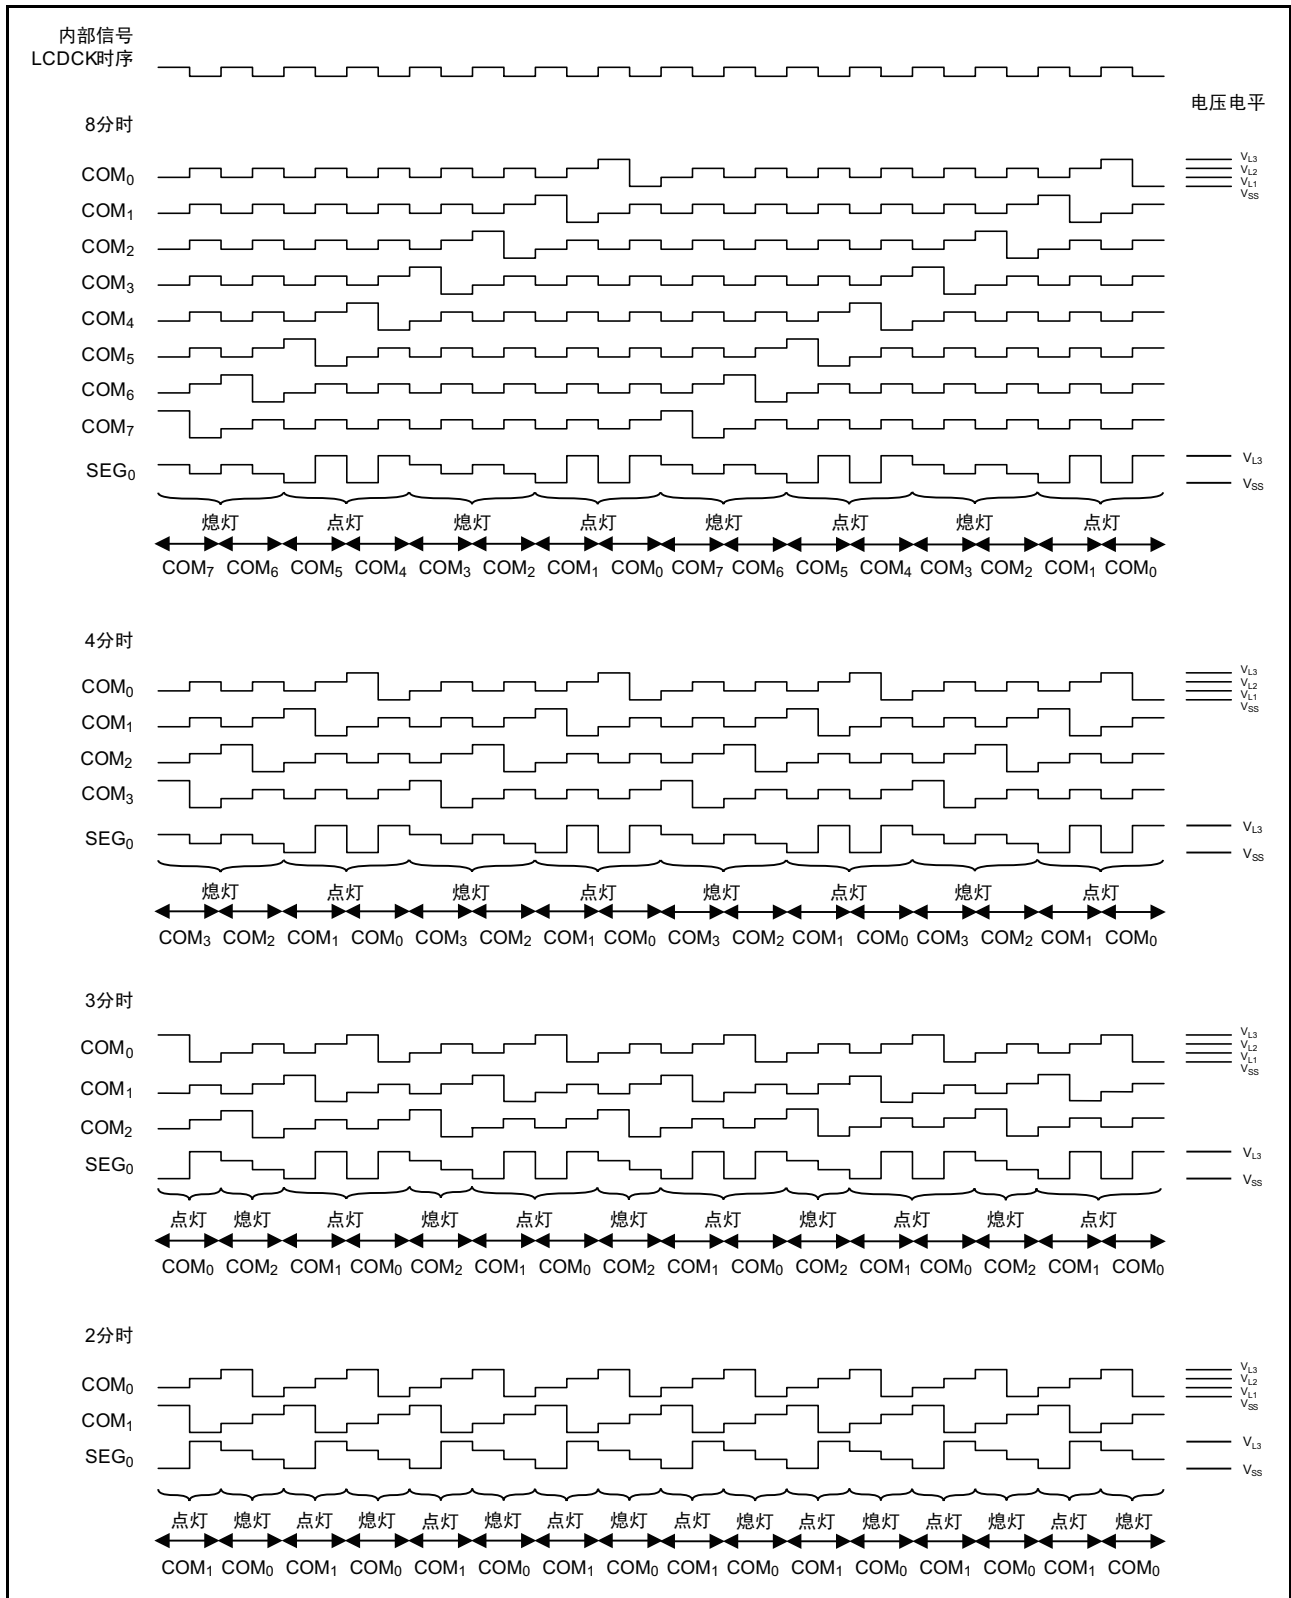 内部信号
LCDCK时序
电压电平
8分时
COM0
VL3
VL2
VL1
VSS
COM1
COM2
COM3
COM4
COM5
COM6
COM7
SEG0
VL3
VSS
熄灯 点灯 熄灯 点灯 熄灯 点灯 熄灯 点灯
COM7 COM6 COM5 COM4 COM3 COM2 COM1 COM0 COM7 COM6 COM5 COM4 COM3 COM2 COM1 COM0
4分时
COM0
VL3
VL2
VL1
VSS
COM1
COM2
COM3
SEG0
VL3
VSS
熄灯 点灯 熄灯 点灯 熄灯 点灯 熄灯 点灯
COM3 COM2 COM1 COM0 COM3 COM2 COM1 COM0 COM3 COM2 COM1 COM0 COM3 COM2 COM1 COM0
3分时
COM0
VL3
VL2
VL1
VSS
COM1
COM2
SEG0
VL3
VSS
点灯 熄灯 点灯 熄灯 点灯 熄灯 点灯 熄灯 点灯 熄灯 点灯
COM0 COM2 COM1 COM0 COM2 COM1 COM0 COM2 COM1 COM0 COM2 COM1 COM0 COM2 COM1 COM0
2分时
COM0
VL3
VL2
VL1
VSS
COM1
SEG0
VL3
VSS
点灯 熄灯 点灯 熄灯 点灯 熄灯 点灯 熄灯 点灯 熄灯 点灯 熄灯 点灯 熄灯 点灯 熄灯
COM1 COM0 COM1 COM0 COM1 COM0 COM1 COM0 COM1 COM0 COM1 COM0 COM1 COM0 COM1 COM0